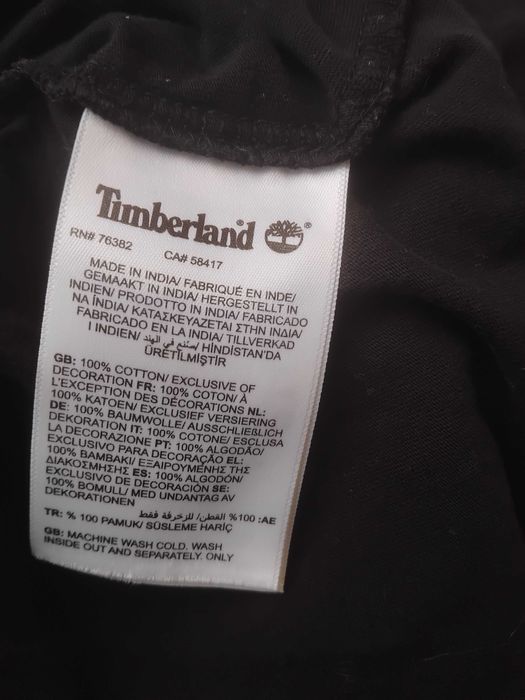 Timberland®
RN# 76382
CA# 58417
MADE IN INDIA/ FABRIQUÉ EN INDE/
GEMAAKT IN INDIA/ HERGESTELLT IN
INDIEN/ PRODOTTO IN INDIA/ FABRICADO
NA ÍNDIA/ ΚΑΤΑΣΚΕΥΑΖΕΤΑΙ ΣΤΗΝ ΙΝΔΙΑ/
FABRICADO EN LA INDIA/ TILLVERKAD
I INDIEN/ صنع في الهند/ HİNDİSTAN'DA
ÜRETİLMİŞTİR
GB: 100% COTTON/ EXCLUSIVE OF
DECORATION FR: 100% COTON/ À
L'EXCEPTION DES DÉCORATIONS NL:
100% KATOEN/ EXCLUSIEF VERSIERING
DE: 100% BAUMWOLLE/ AUSSCHLIEßLICH
DEKORATION IT: 100% COTONE/ ESCLUSA
LA DECORAZIONE PT: 100% ALGODÃO/
EXCLUSIVO PARA DECORAÇÃO EL:
100% ΒΑΜΒΑΚΙ/ ΕΞΑΙΡΟΥΜΕΝΗΣ ΤΗΣ
ΔΙΑΚΟΣΜΗΣΗΣ ES: 100% ALGODÓN/
EXCLUSIVO DE DECORACIÓN SE:
100% BOMULL/ MED UNDANTAG AV
DEKORATIONEN
AE: 100% القطن/ للزخرفة فقط
TR: % 100 PAMUK/ SÜSLEME HARİÇ
GB: MACHINE WASH COLD. WASH
INSIDE OUT AND SEPARATELY. ONLY